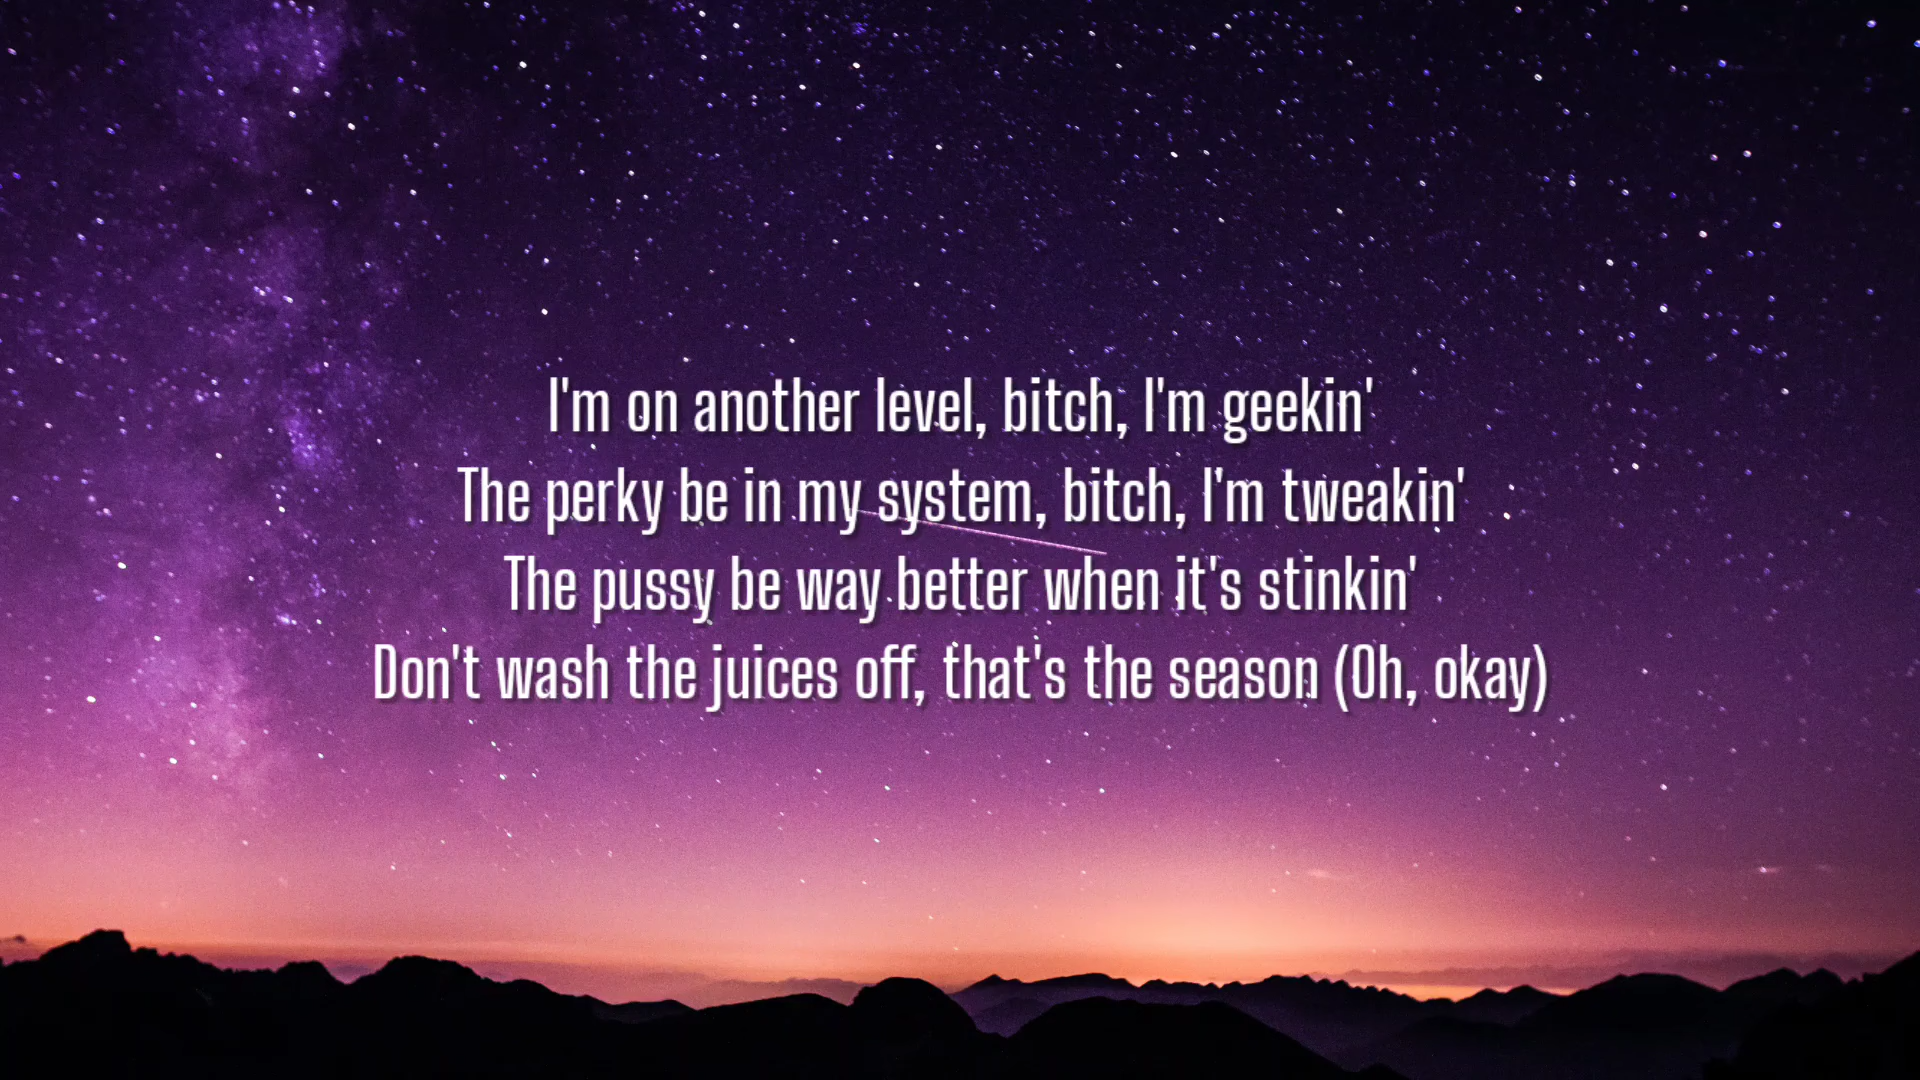 I'm on another level, bitch, I'm geekin'
The perky be in my system, bitch, I'm tweakin'
The pussy be way better when it's stinkin'
Don't wash the juices off, that's the season (Oh, okay)